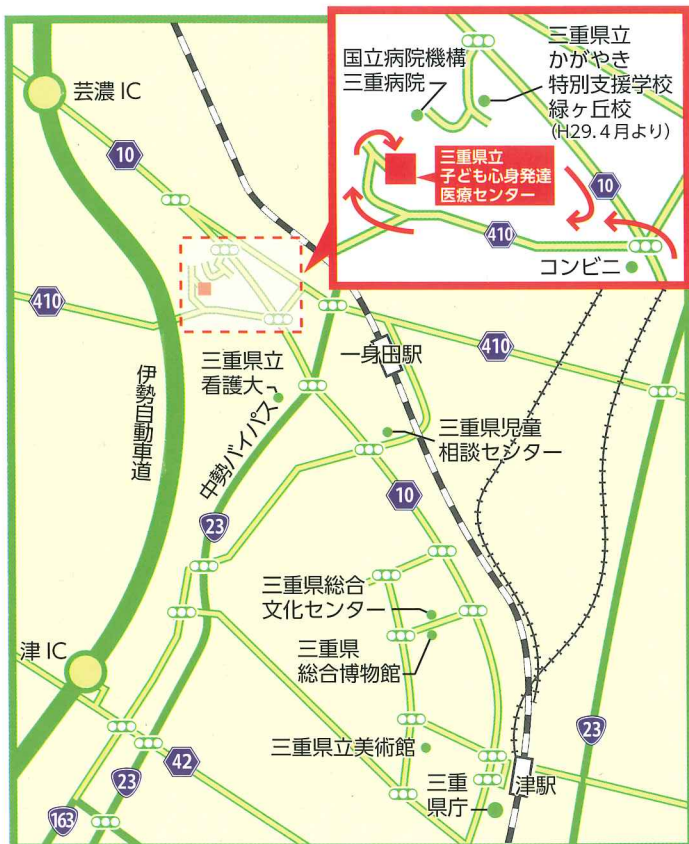 芸濃 IC
10
国立病院機構
三重病院
三重県立
かがやき
特別支援学校
緑ヶ丘校
(H29.4月より)
三重県立
子ども心身発達
医療センター
10
410
コンビニ
410
一身田駅
410
三重県立
看護大
伊勢自動車道
中勢バイパス
三重県児童
相談センター
10
23
三重県総合
文化センター
三重県
総合博物館
津 IC
三重県立美術館
23
42
23
津駅
三重
県庁
163